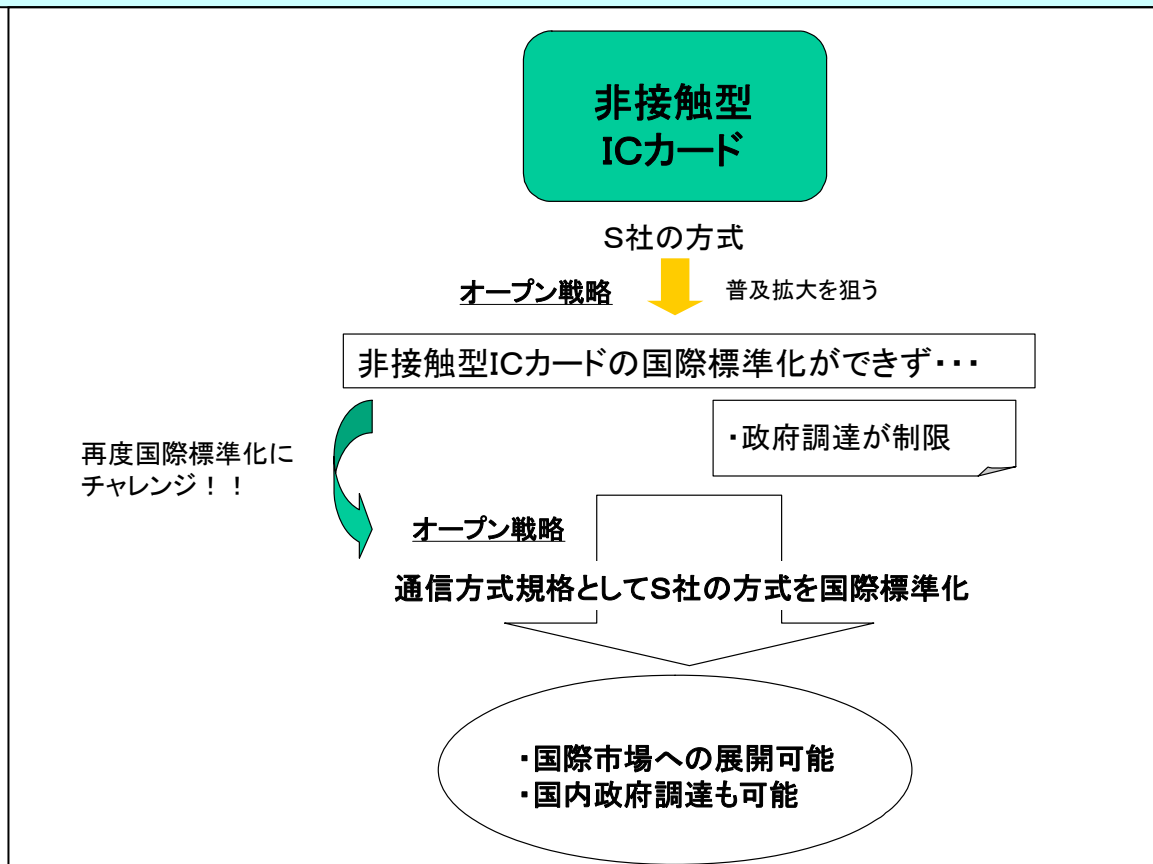 非接触型
ICカード
S社の方式
オープン戦略
普及拡大を狙う
非接触型ICカードの国際標準化ができず・・・
・政府調達が制限
再度国際標準化に
チャレンジ！！
オープン戦略
通信方式規格としてS社の方式を国際標準化
・国際市場への展開可能
・国内政府調達も可能